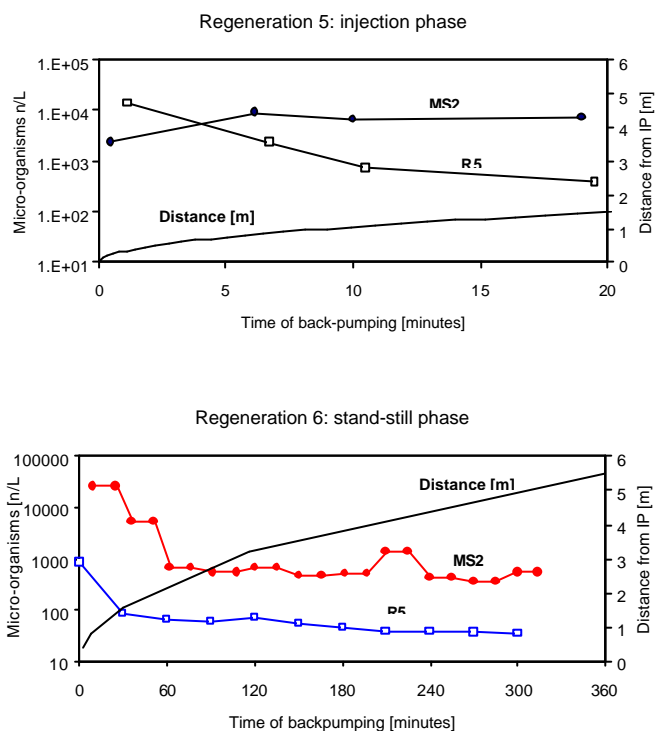 Regeneration 5: injection phase
Micro-organisms n/L
1.E+05
1.E+04
1.E+03
1.E+02
1.E+01
MS2
R5
Distance [m]
6
5
4
3
2
1
0
Distance from IP [m]
0 5 10 15 20
Time of back-pumping [minutes]
Regeneration 6: stand-still phase
Micro-organisms [n/L]
100000
10000
1000
100
10
Distance [m]
MS2
R5
6
5
4
3
2
1
0
Distance from IP [m]
0 60 120 180 240 300 360
Time of backpumping [minutes]